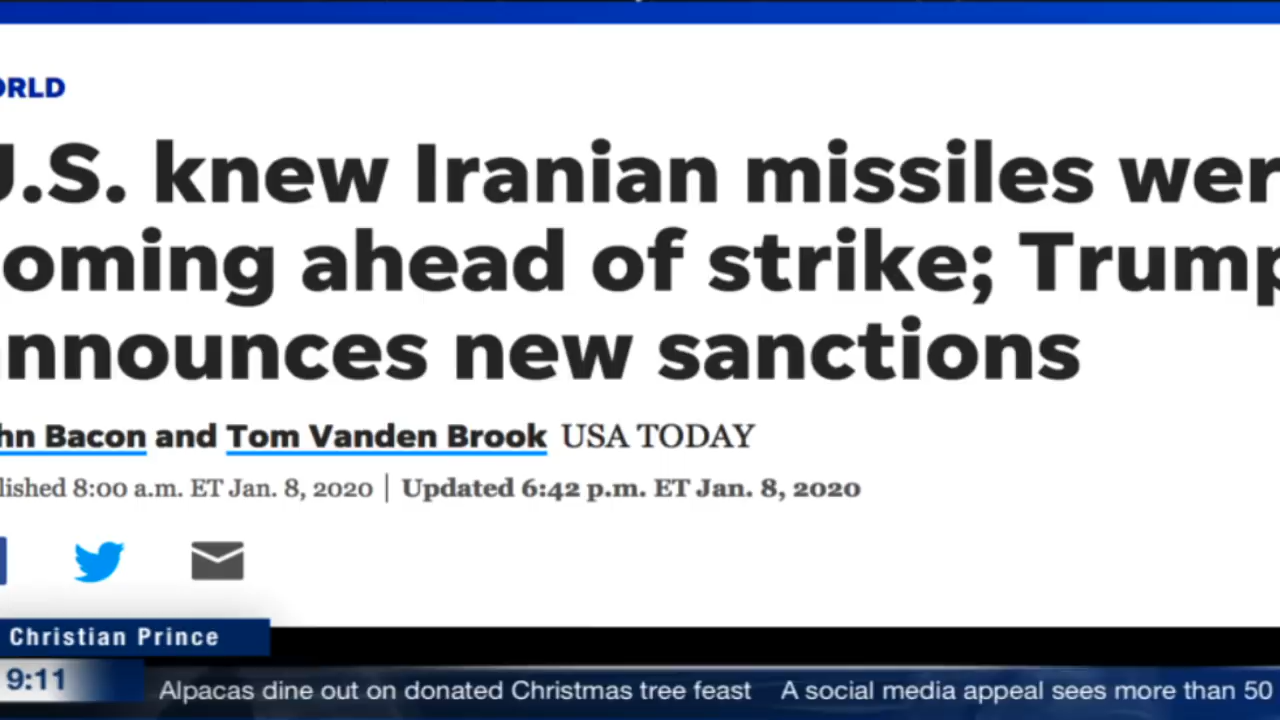 ORLD
U.S. knew Iranian missiles wer
oming ahead of strike; Trump
announces new sanctions
hn Bacon and Tom Vanden Brook USA TODAY
lished 8:00 a.m. ET Jan. 8, 2020 | Updated 6:42 p.m. ET Jan. 8, 2020
Christian Prince
9:11
Alpacas dine out on donated Christmas tree feast A social media appeal sees more than 50